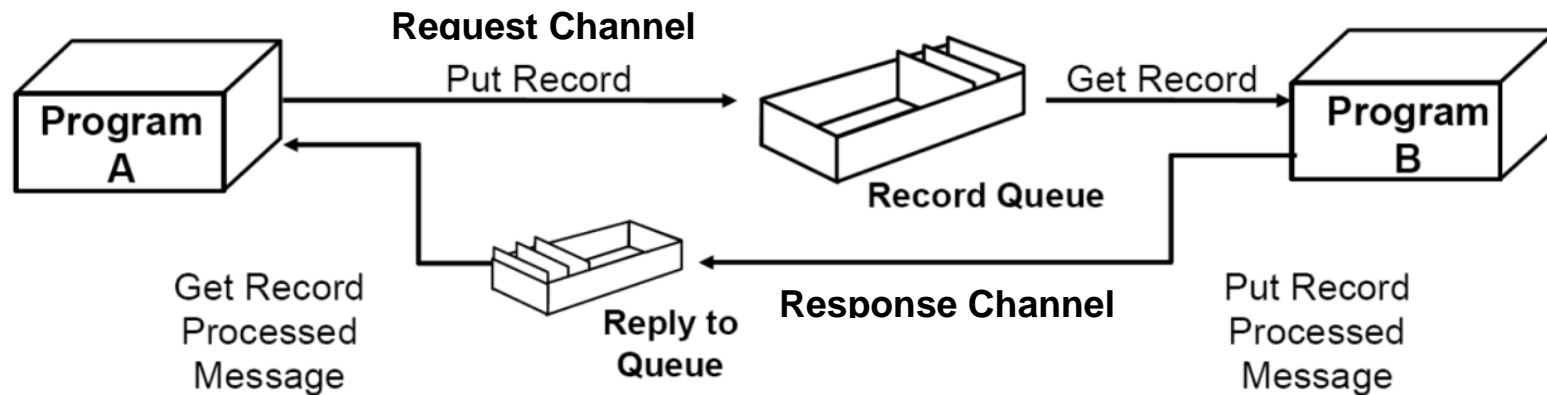 Request Channel
Put Record
Get Record
Program
A
Program
B
Record Queue
Response Channel
Reply to
Queue
Get Record
Processed
Message
Put Record
Processed
Message